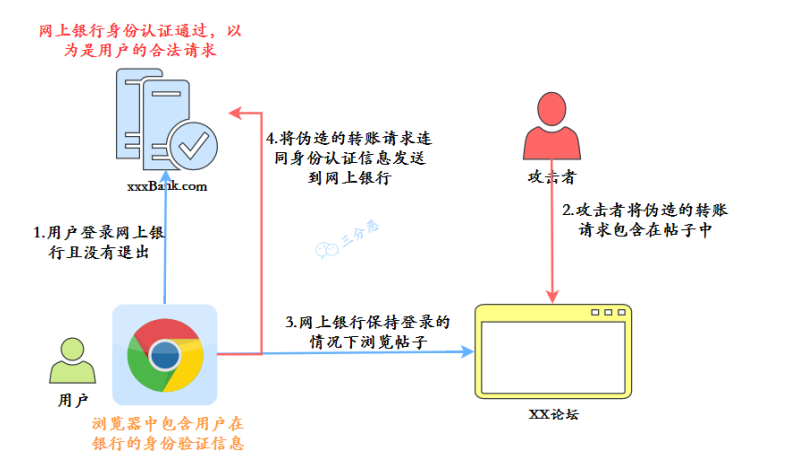 网上银行身份认证通过，以
为是用户的合法请求
xxxBank.com
4.将伪造的转账请求连
同身份认证信息发送
到网上银行
攻击者
2.攻击者将伪造的转账
请求包含在帖子中
1.用户登录网上银
行且没有退出
三分恶
3.网上银行保持登录的
情况下浏览帖子
用户
XX论坛
浏览器中包含用户在
银行的身份验证信息